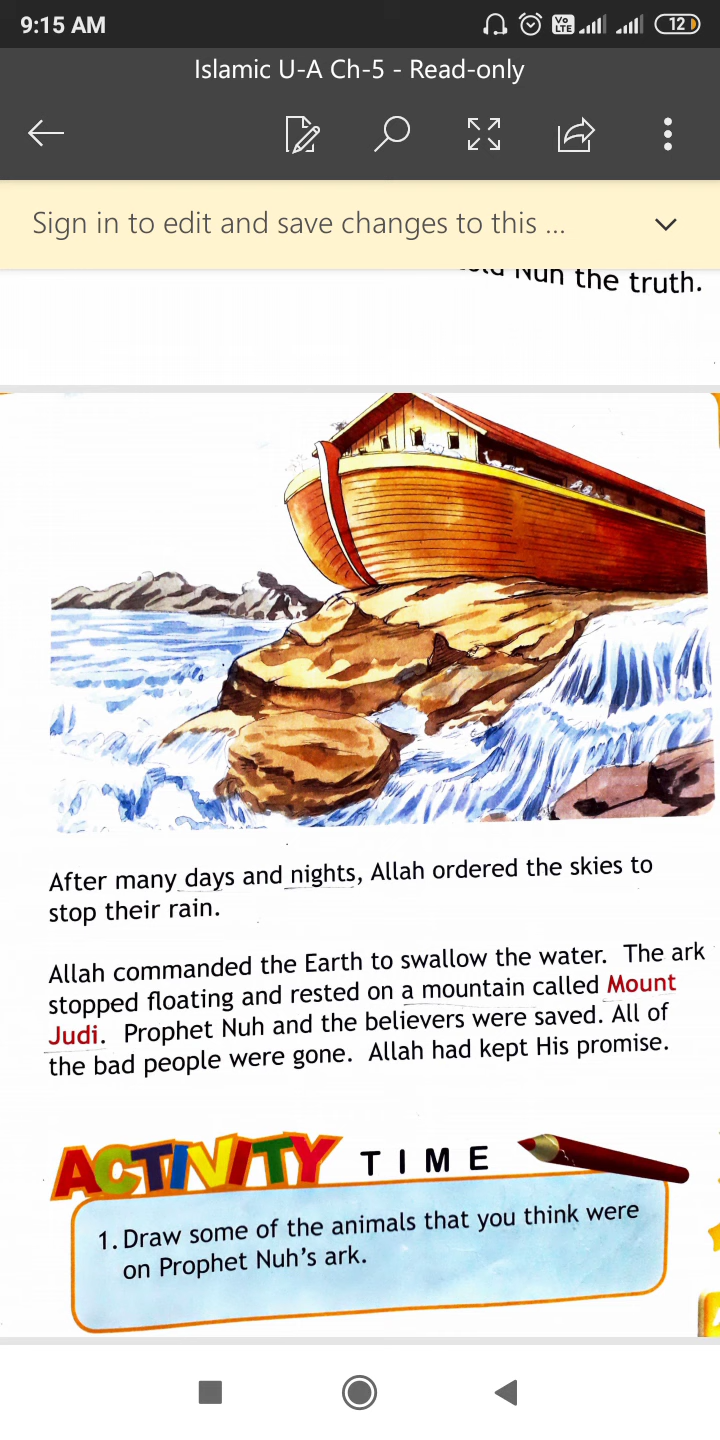 9:15 AM
Vo
LTE
12
Islamic U-A Ch-5 - Read-only
Sign in to edit and save changes to this ...
Nuh the truth.
After many days and nights, Allah ordered the skies to
stop their rain.
Allah commanded the Earth to swallow the water. The ark
stopped floating and rested on a mountain called Mount
Judi. Prophet Nuh and the believers were saved. All of
the bad people were gone. Allah had kept His promise.
ACTIVITY TIME
1. Draw some of the animals that you think were
on Prophet Nuh's ark.